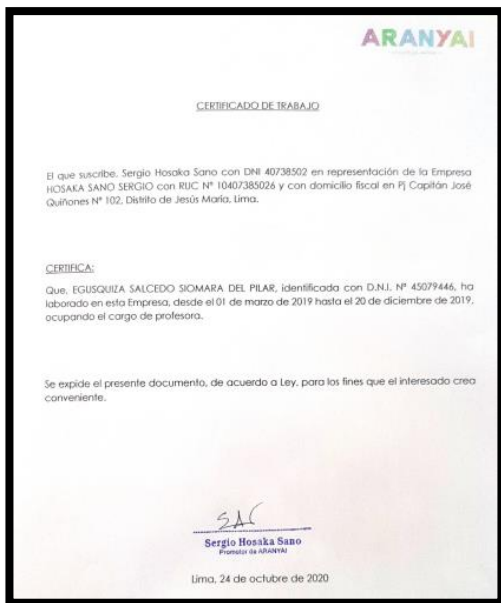 ARANYAI
CERTIFICADO DE TRABAJO
El que suscribe, Sergio Hosaka Sano con DNI 40738502 en representación de la Empresa
HOSAKA SANO SERGIO con RUC N° 10407385026 y con domicilio fiscal en Pj Capitán José
Quiñones N° 102, Distrito de Jesús María, Lima.
CERTIFICA:
Que, EGUSQUIZA SALCEDO SIOMARA DEL PILAR, identificada con D.N.I. N° 45079446, ha
laborado en esta Empresa, desde el 01 de marzo de 2019 hasta el 20 de diciembre de 2019,
ocupando el cargo de profesora.
Se expide el presente documento, de acuerdo a Ley, para los fines que el interesado crea
conveniente.
Sergio Hosaka Sano
Promotor de ARANYAI
Lima, 24 de octubre de 2020